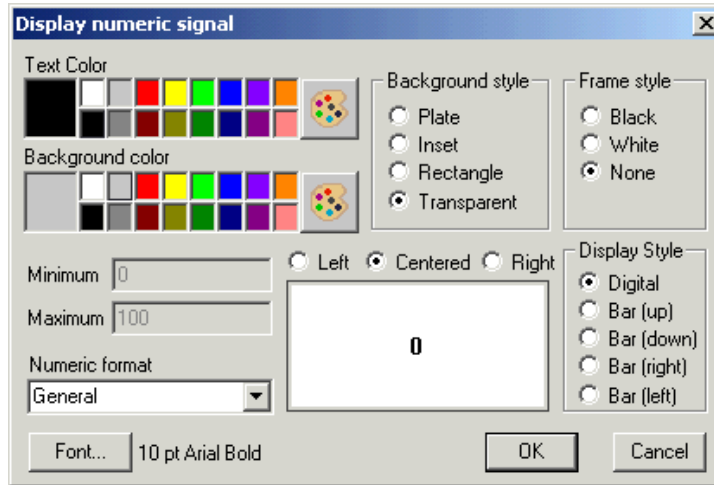 Display numeric signal
Text Color
Background color
Background style
Plate
Inset
Rectangle
Transparent
Frame style
Black
White
None
Minimum 0
Maximum 100
Numeric format
General
Left Centered Right
0
Display Style
Digital
Bar (up)
Bar (down)
Bar (right)
Bar (left)
Font... 10 pt Arial Bold
OK Cancel